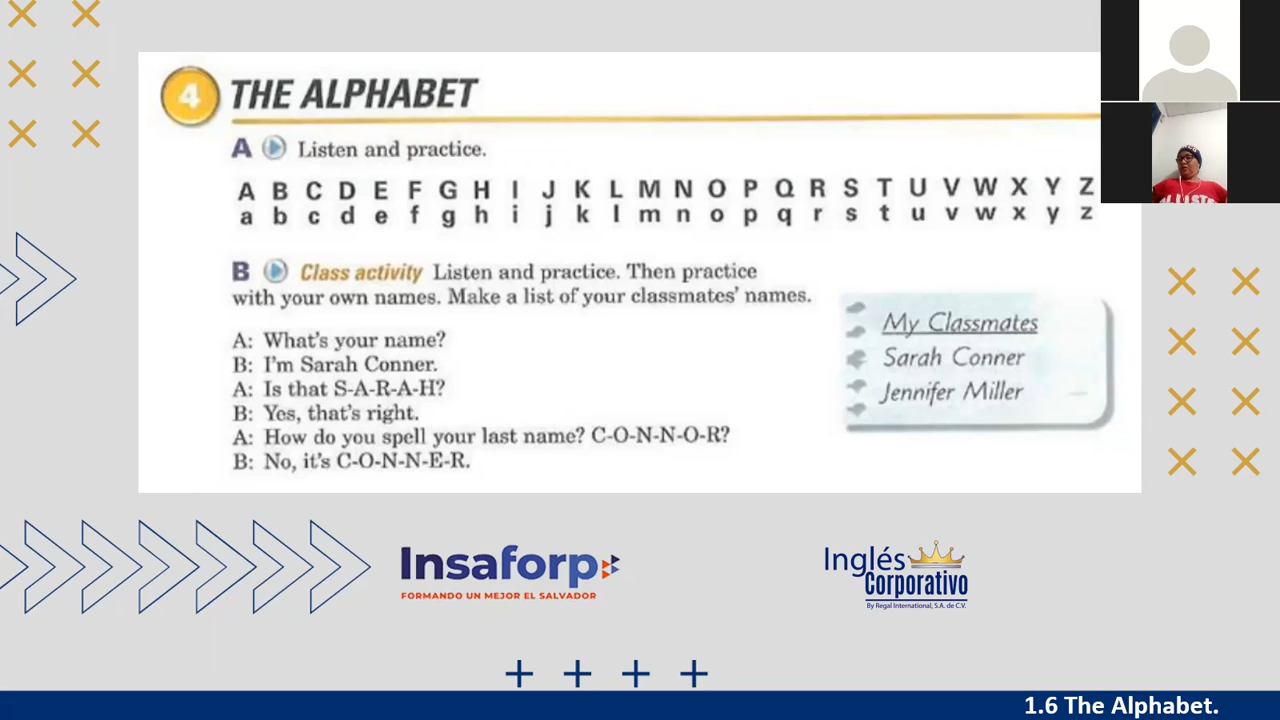 4 THE ALPHABET
A Listen and practice.
A B C D E F G H I J K L M N O P Q R S T U V W X Y Z
a b c d e f g h i j k l m n o p q r s t u v w x y z
B Class activity Listen and practice. Then practice
with your own names. Make a list of your classmates' names.
A: What's your name?
B: I'm Sarah Conner.
A: Is that S-A-R-A-H?
B: Yes, that's right.
A: How do you spell your last name? C-O-N-N-O-R?
B: No, it's C-O-N-N-E-R.
My Classmates
Sarah Conner
Jennifer Miller
Insaforp
FORMANDO UN MEJOR EL SALVADOR
Inglés
Corporativo
By Regal International, S.A. de C.V.
1.6 The Alphabet.